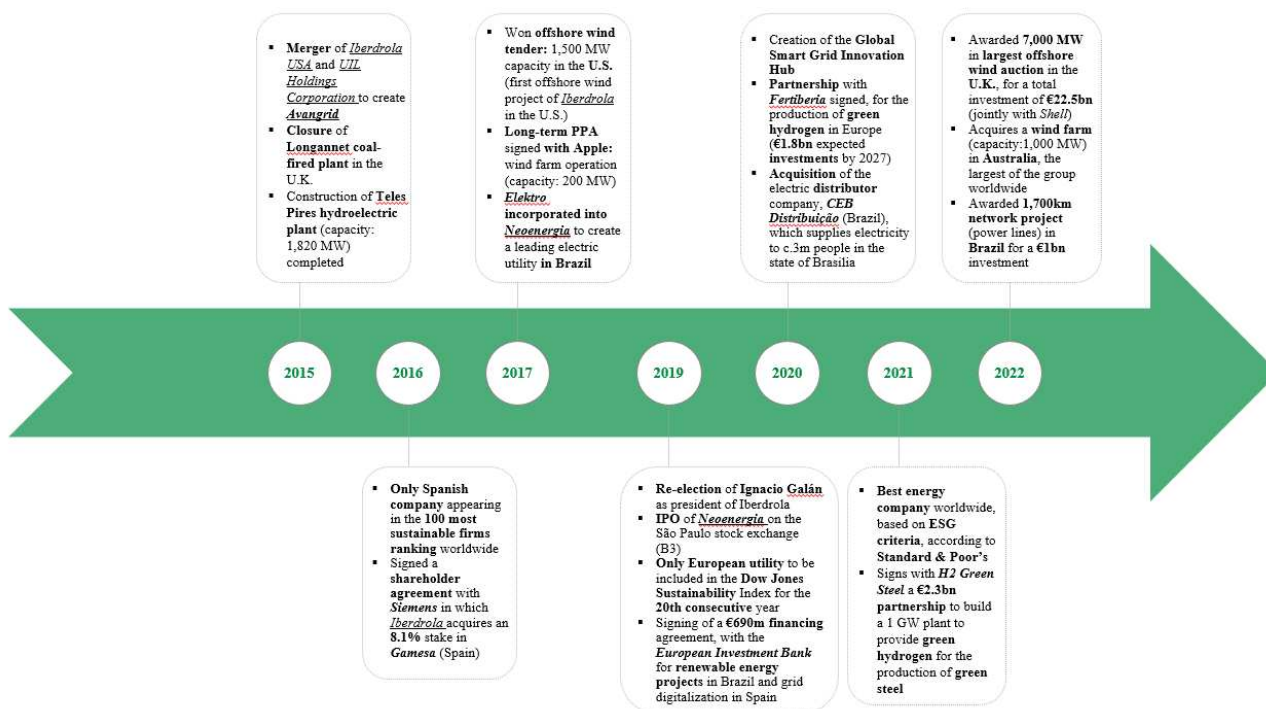 ▪ Merger of Iberdrola
USA and UIL
Holdings
Corporation to create
Avangrid
▪ Closure of
Longannet coal-
fired plant in the
U.K.
▪ Construction of Teles
Pires hydroelectric
plant (capacity:
1,820 MW)
completed
▪ Won offshore wind
tender: 1,500 MW
capacity in the U.S.
(first offshore wind
project of Iberdrola
in the U.S.)
▪ Long-term PPA
signed with Apple:
wind farm operation
(capacity: 200 MW)
▪ Elektro
incorporated into
Neoenergia to create
a leading electric
utility in Brazil
▪ Creation of the Global
Smart Grid Innovation
Hub
▪ Partnership with
Fertiberia signed, for the
production of green
hydrogen in Europe
(€1.8bn expected
investments by 2027)
▪ Acquisition of the
electric distributor
company, CEB
Distribuição (Brazil),
which supplies electricity
to c.3m people in the
state of Brasilia
▪ Awarded 7,000 MW
in largest offshore
wind auction in the
U.K., for a total
investment of €22.5bn
(jointly with Shell)
▪ Acquires a wind farm
(capacity:1,000 MW)
in Australia, the
largest of the group
worldwide
▪ Awarded 1,700km
network project
(power lines) in
Brazil for a €1bn
investment
2015
2016
2017
2019
2020
2021
2022
▪ Only Spanish
company appearing
in the 100 most
sustainable firms
ranking worldwide
▪ Signed a
shareholder
agreement with
Siemens in which
Iberdrola acquires an
8.1% stake in
Gamesa (Spain)
▪ Re-election of Ignacio Galán
as president of Iberdrola
▪ IPO of Neoenergia on the
São Paulo stock exchange
(B3)
▪ Only European utility to be
included in the Dow Jones
Sustainability Index for the
20th consecutive year
▪ Signing of a €690m financing
agreement, with the
European Investment Bank
for renewable energy
projects in Brazil and grid
digitalization in Spain
▪ Best energy
company worldwide,
based on ESG
criteria, according to
Standard & Poor's
▪ Signs with H2 Green
Steel a €2.3bn
partnership to build
a 1 GW plant to
provide green
hydrogen for the
production of green
steel